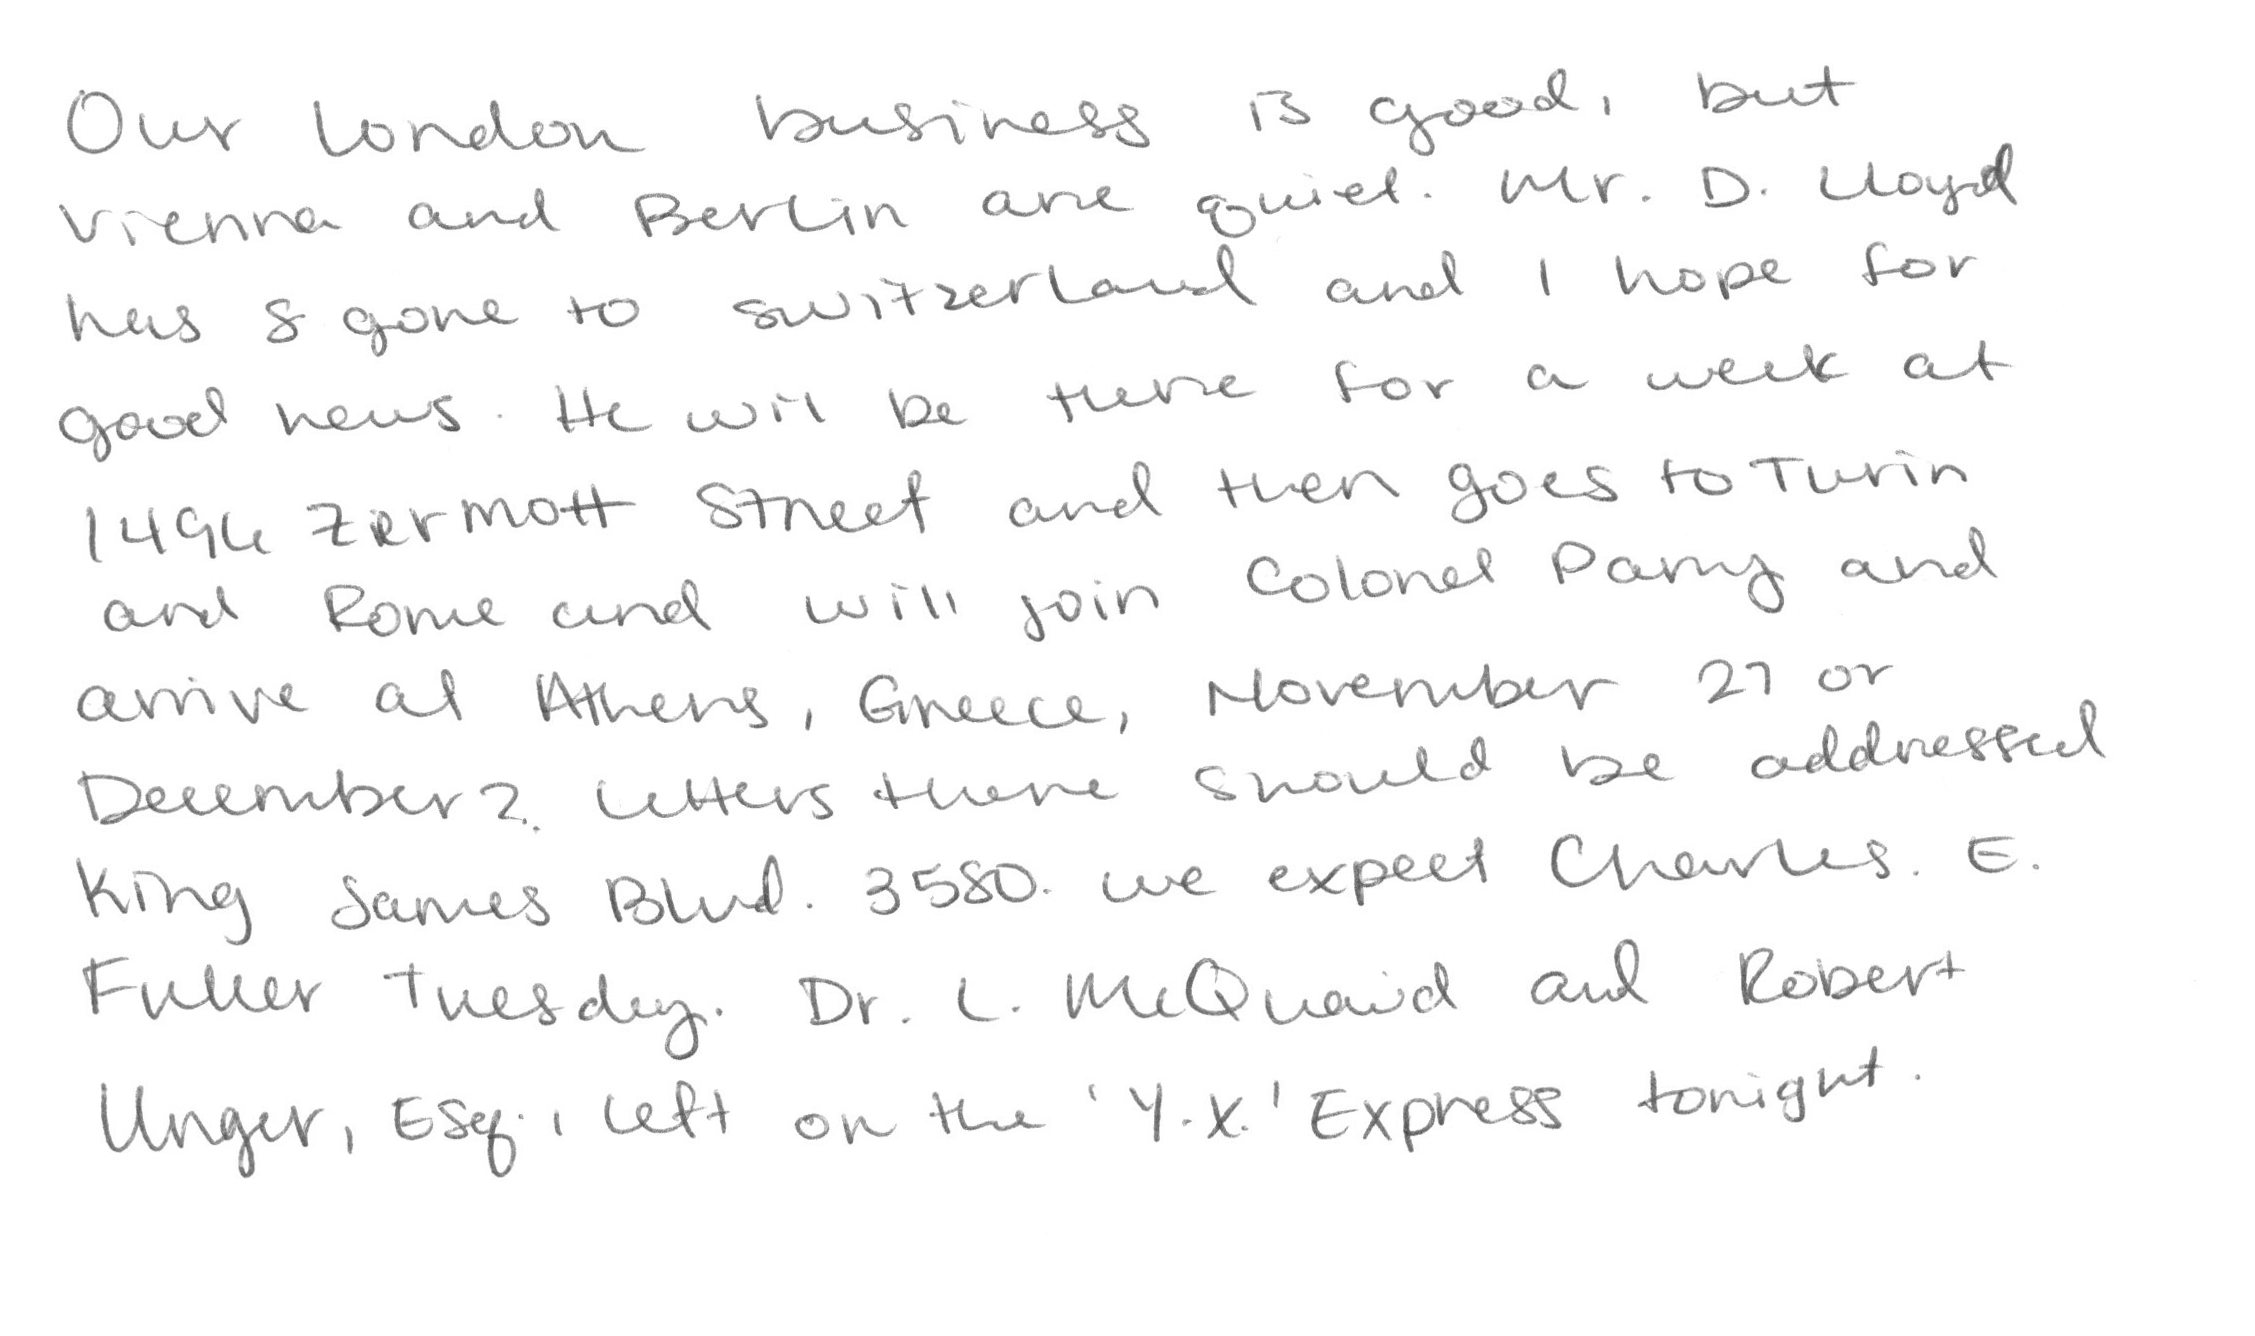 Our London business is good, but
Vienna and Berlin are quiet. Mr. D. Lloyd
has s gone to Switzerland and I hope for
good news. He will be there for a week at
1496 Zermott Street and then goes to Turin
and Rome and will join Colonel Parry and
arrive at Athens, Greece, November 27 or
December 2. Letters there should be addressed
King James Blvd. 3580. We expect Charles. E.
Fuller Tuesday. Dr. L. McQuaid and Robert
Unger, Esq., left on the 'Y.X.' Express tonight.